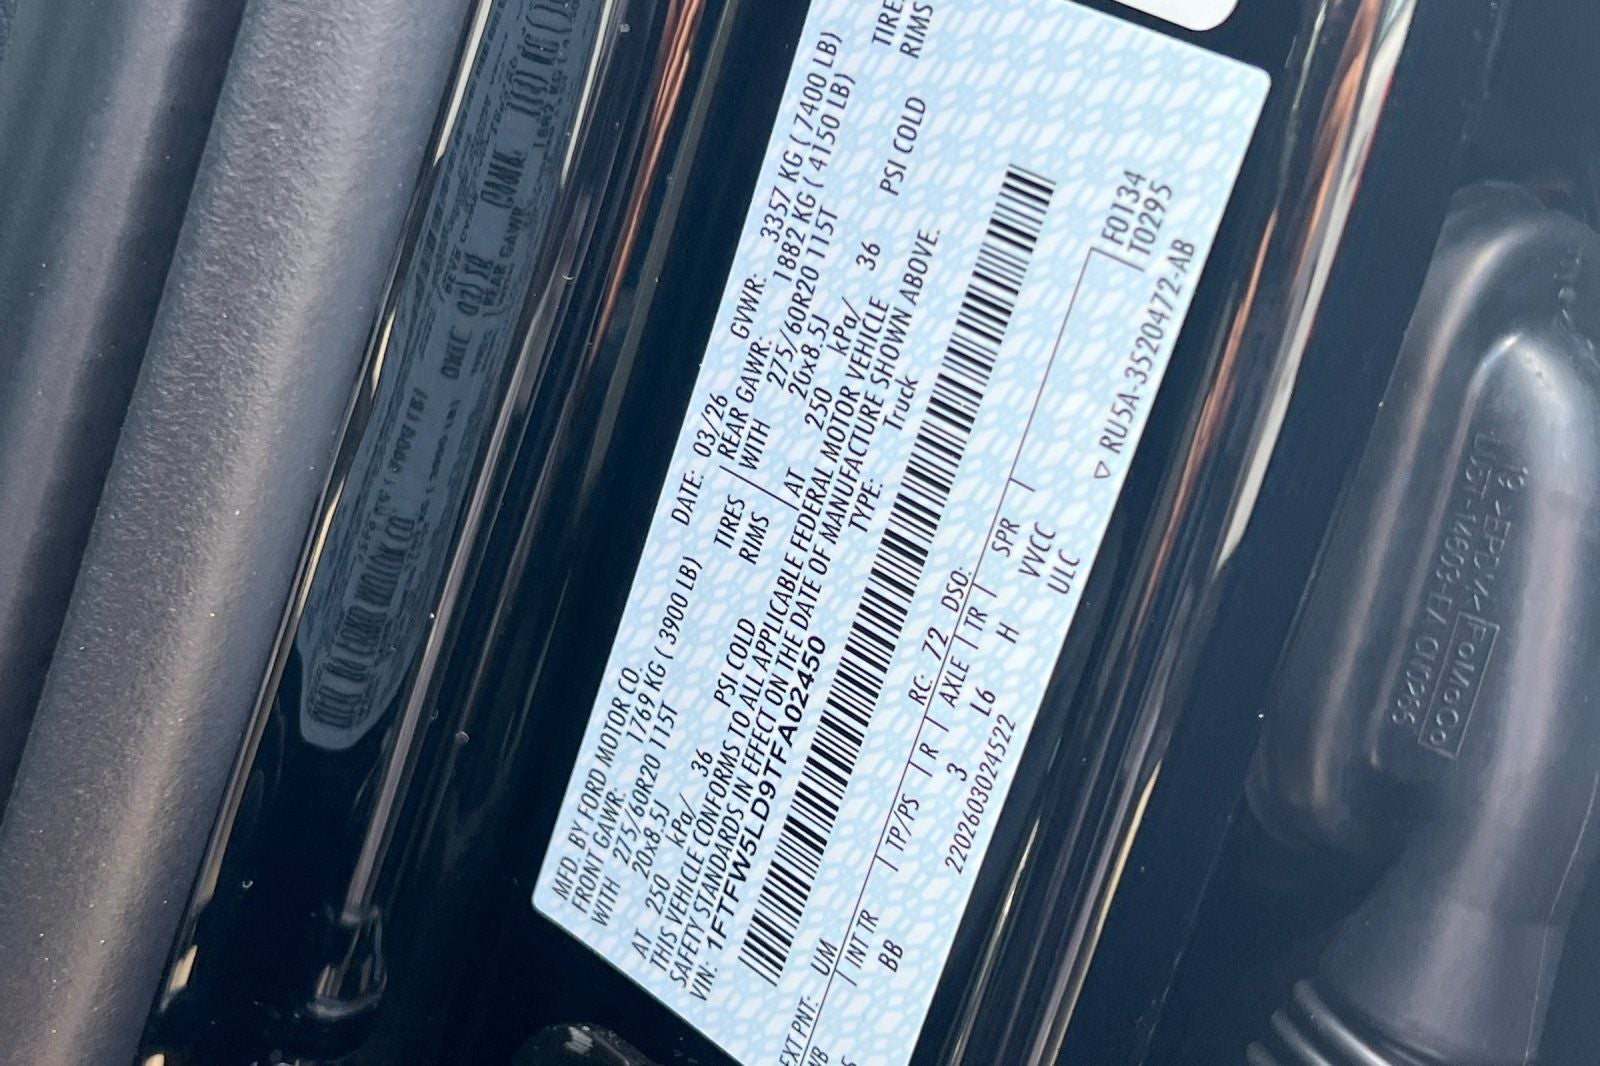 MFD. BY FORD MOTOR CO. DATE: 03/26 GVWR: 3357 KG ( 7400 LB)
FRONT GAWR: 1769 KG ( 3900 LB) REAR GAWR: 1882 KG ( 4150 LB)
WITH 275/60R20 115T TIRES WITH 275/60R20 115T TIRE
20x8.5J RIMS 20x8.5J RIMS
AT 250 kPa/ 36 PSI COLD AT 250 kPa/ 36 PSI COLD
THIS VEHICLE CONFORMS TO ALL APPLICABLE FEDERAL MOTOR VEHICLE
SAFETY STANDARDS IN EFFECT ON THE DATE OF MANUFACTURE SHOWN ABOVE.
VIN: 1FTFW5LD9TFA02450 TYPE: Truck
EXT PNT: UM RC: 72 DSO: F0134
INT TR TP/PS R AXLE TR SPR T0295
BB 3 L6 H VVCC
ULC
2202603024522 ▽ RU5A-3520472-AB
>EPDM<
FoMoCo